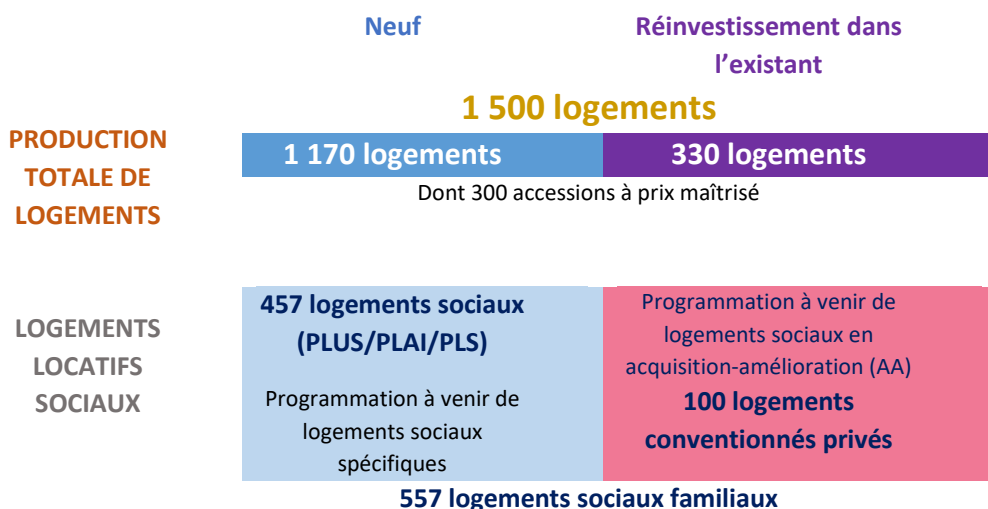 Neuf
Réinvestissement dans
l’existant
1 500 logements
PRODUCTION
TOTALE DE
LOGEMENTS
1 170 logements
330 logements
Dont 300 accessions à prix maîtrisé
LOGEMENTS
LOCATIFS
SOCIAUX
457 logements sociaux
(PLUS/PLAI/PLS)
Programmation à venir de
logements sociaux
spécifiques
Programmation à venir de
logements sociaux en
acquisition-amélioration (AA)
100 logements
conventionnés privés
557 logements sociaux familiaux